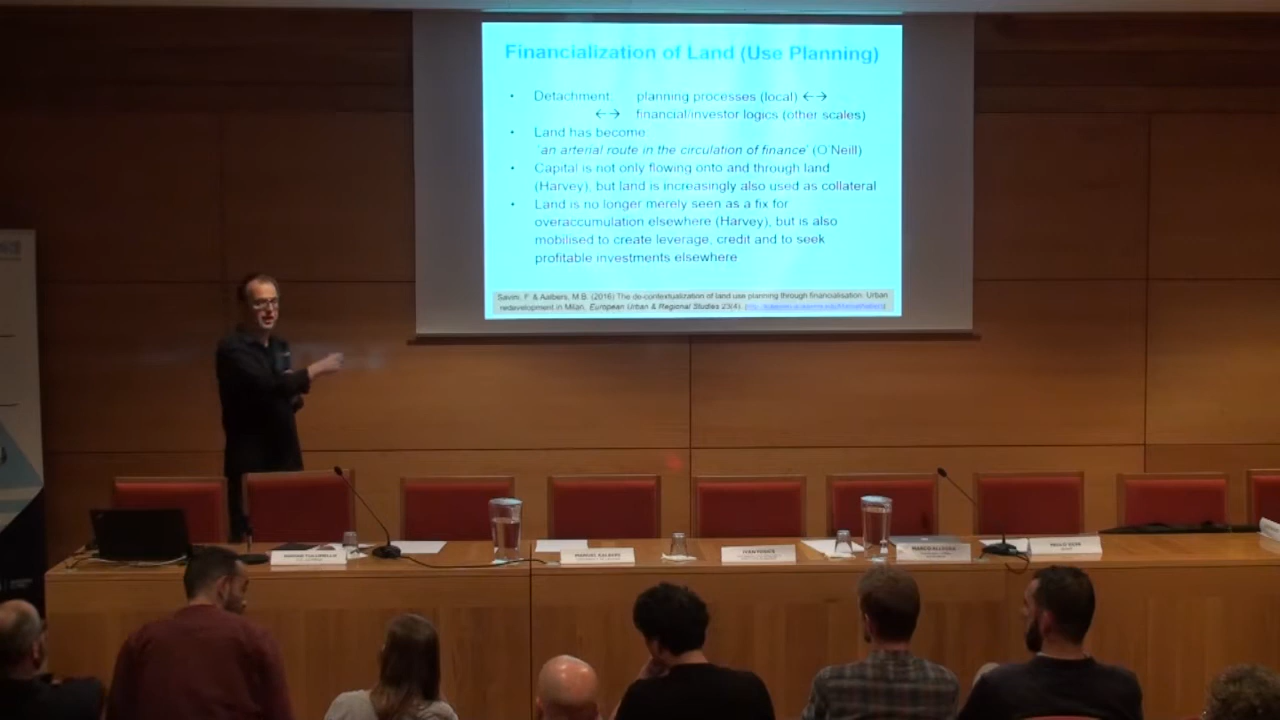 Financialization of Land (Use Planning)
• Detachment: planning processes (local) ←→
←→ financial/investor logics (other scales)
• Land has become
'an arterial route in the circulation of finance' (O'Neill)
• Capital is not only flowing onto and through land
(Harvey), but land is increasingly also used as collateral
• Land is no longer merely seen as a fix for
overaccumulation elsewhere (Harvey), but is also
mobilised to create leverage, credit and to seek
profitable investments elsewhere
Savini, F. & Aalbers, M.B. (2016) The de-contextualization of land use planning through financialisation: Urban
redevelopment in Milan. European Urban & Regional Studies 23(4).
MANUEL AALBERS
IVAN TOSICS